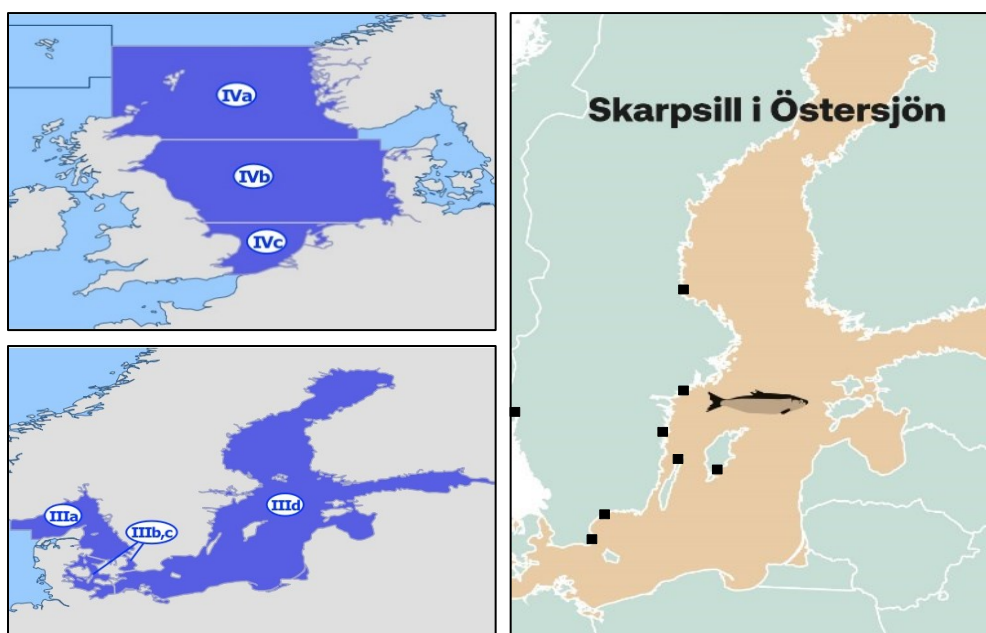 IVa
IVb
IVc
IIIa
IIIb,c
IIId
Skarpsill i Östersjön